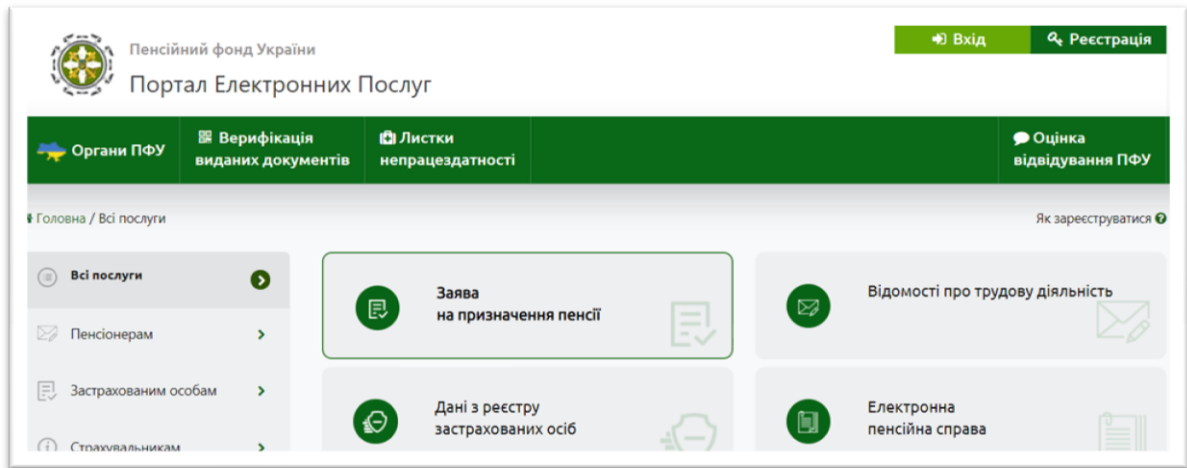 Пенсійний фонд України
Портал Електронних Послуг
Вхід
Реєстрація
Органи ПФУ
Верифікація
виданих документів
Листки
непрацездатності
Оцінка
відвідування ПФУ
Головна / Всі послуги
Як зареєструватися
Всі послуги
Пенсіонерам
Застрахованим особам
Страхувальникам
Заява
на призначення пенсії
Відомості про трудову діяльність
Дані з реєстру
застрахованих осіб
Електронна
пенсійна справа